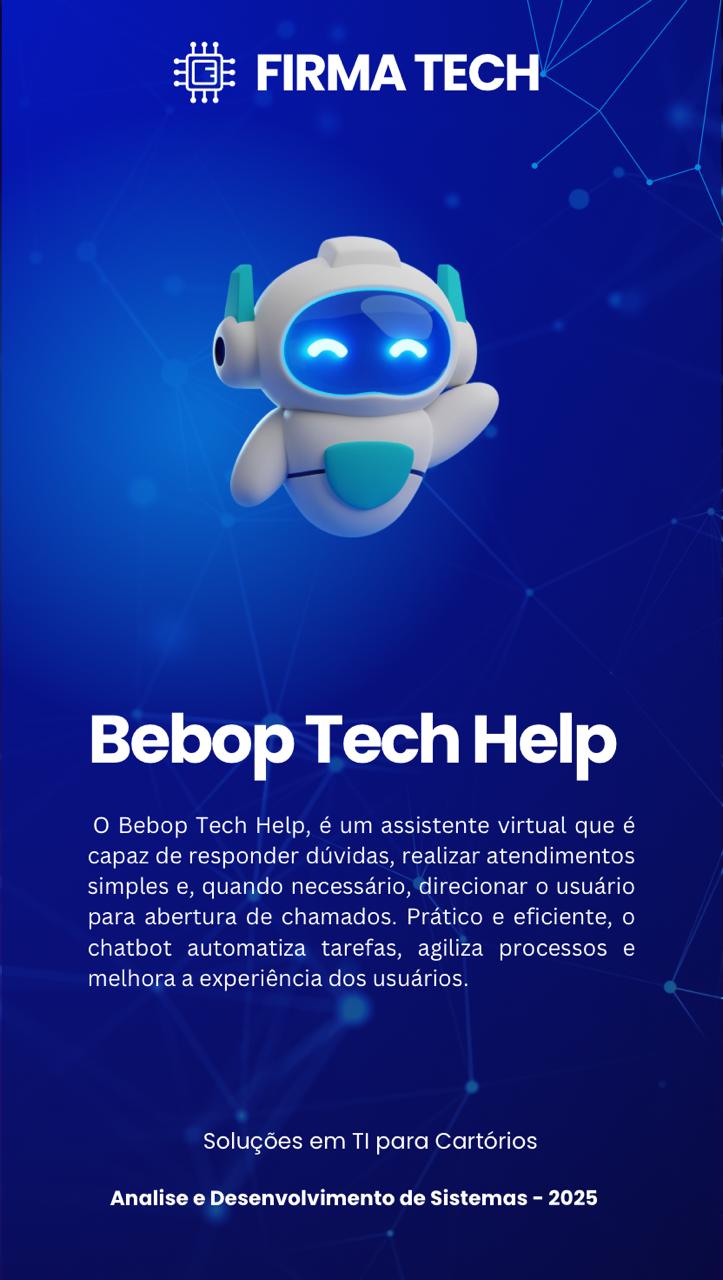 FIRMA TECH
Bebop Tech Help
O Bebop Tech Help, é um assistente virtual que é
capaz de responder dúvidas, realizar atendimentos
simples e, quando necessário, direcionar o usuário
para abertura de chamados. Prático e eficiente, o
chatbot automatiza tarefas, agiliza processos e
melhora a experiência dos usuários.
Soluções em TI para Cartórios
Analise e Desenvolvimento de Sistemas - 2025